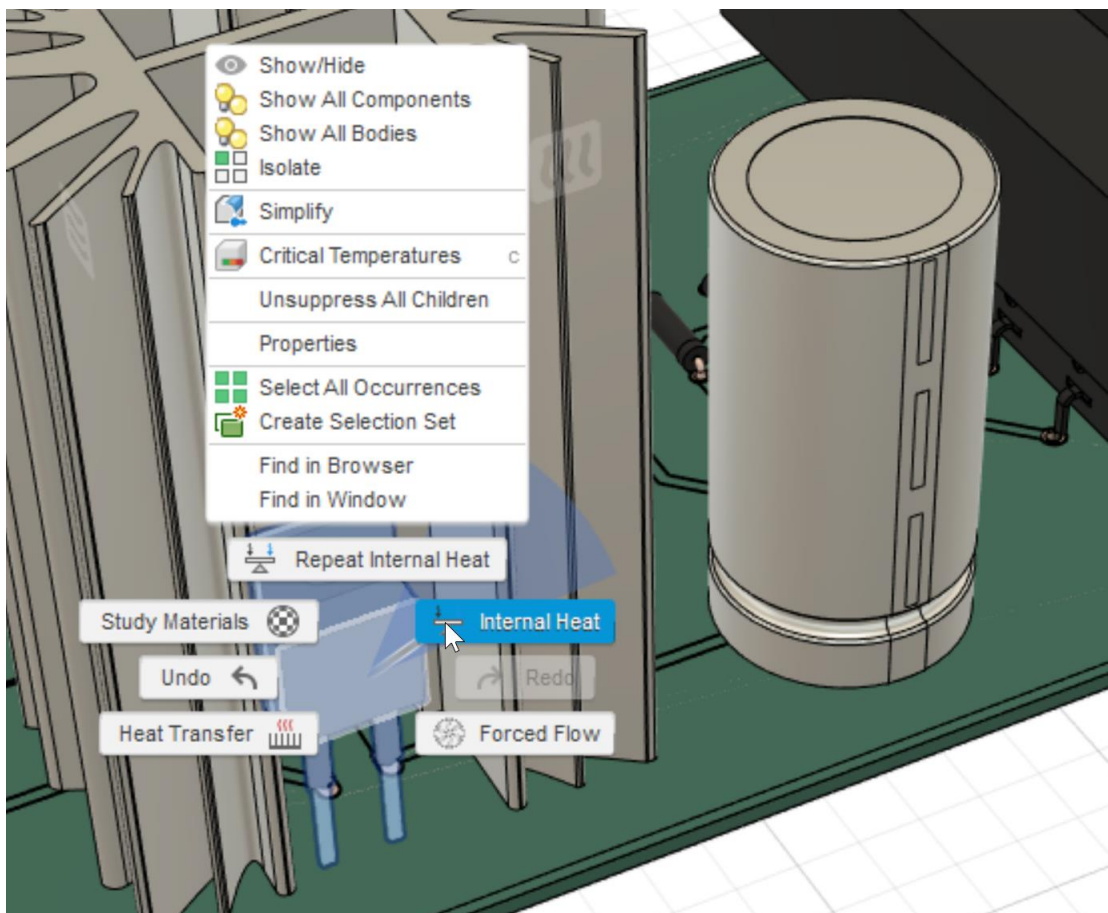 Show/Hide
Show All Components
Show All Bodies
Isolate
Simplify
Critical Temperatures C
Unsuppress All Children
Properties
Select All Occurrences
Create Selection Set
Find in Browser
Find in Window
Repeat Internal Heat
Study Materials
Internal Heat
Undo
Redo
Heat Transfer
Forced Flow